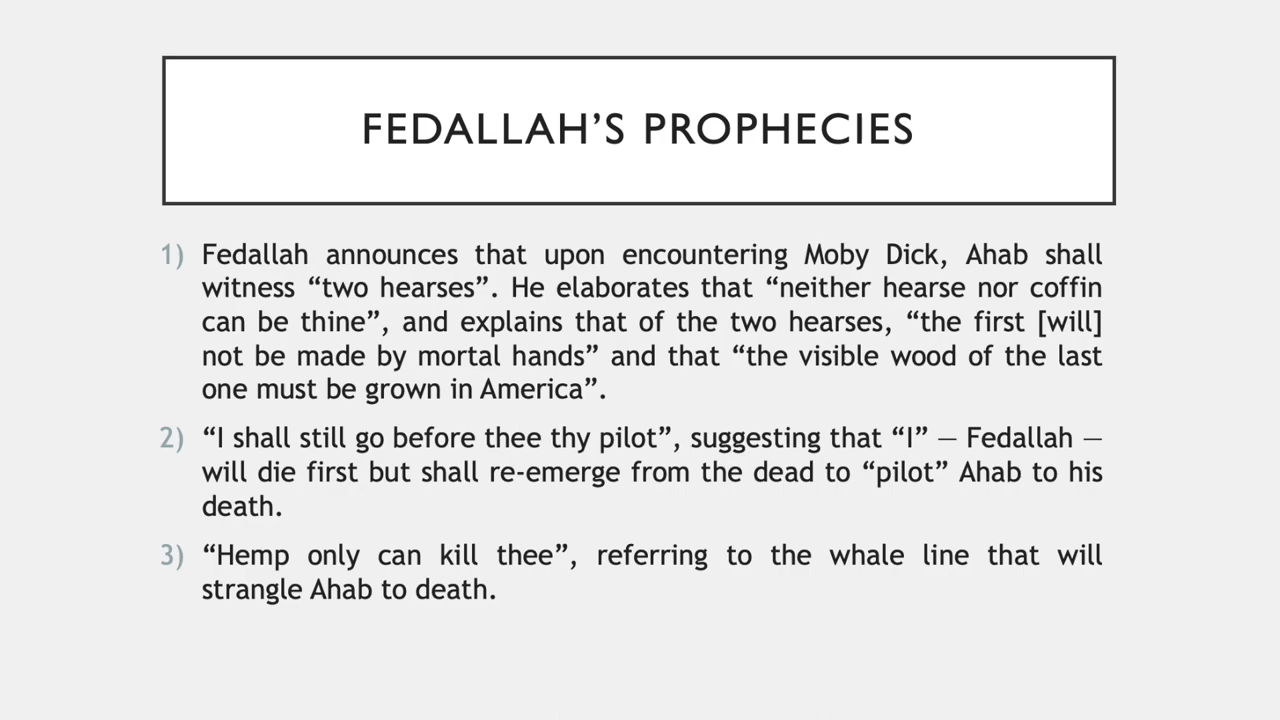 FEDALLAH’S PROPHECIES
1) Fedallah announces that upon encountering Moby Dick, Ahab shall
witness “two hearses”. He elaborates that “neither hearse nor coffin
can be thine”, and explains that of the two hearses, “the first [will]
not be made by mortal hands” and that “the visible wood of the last
one must be grown in America”.
2) “I shall still go before thee thy pilot”, suggesting that “I” — Fedallah —
will die first but shall re-emerge from the dead to “pilot” Ahab to his
death.
3) “Hemp only can kill thee”, referring to the whale line that will
strangle Ahab to death.